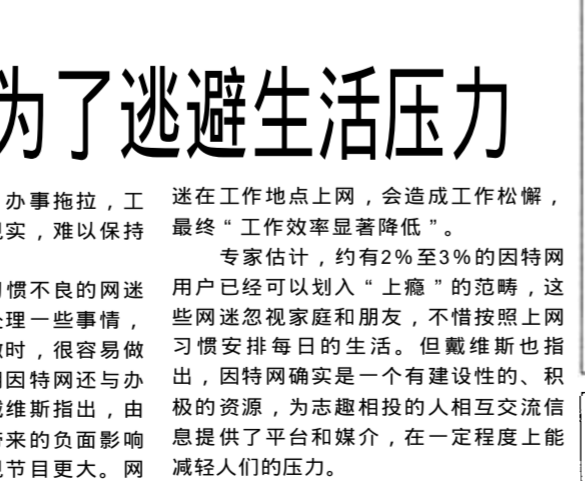 为了逃避生活压力
办事拖拉，工
实，难以保持
惯不良的网迷
理一些事情，
时，很容易做
因特网还与办
维斯指出，由
来的负面影响
节目更大。网
迷在工作地点上网，会造成工作松懈，
最终“工作效率显著降低”。
专家估计，约有2%至3%的因特网
用户已经可以划入“上瘾”的范畴，这
些网迷忽视家庭和朋友，不惜按照上网
习惯安排每日的生活。但戴维斯也指
出，因特网确实是一个有建设性的、积
极的资源，为志趣相投的人相互交流信
息提供了平台和媒介，在一定程度上能
减轻人们的压力。